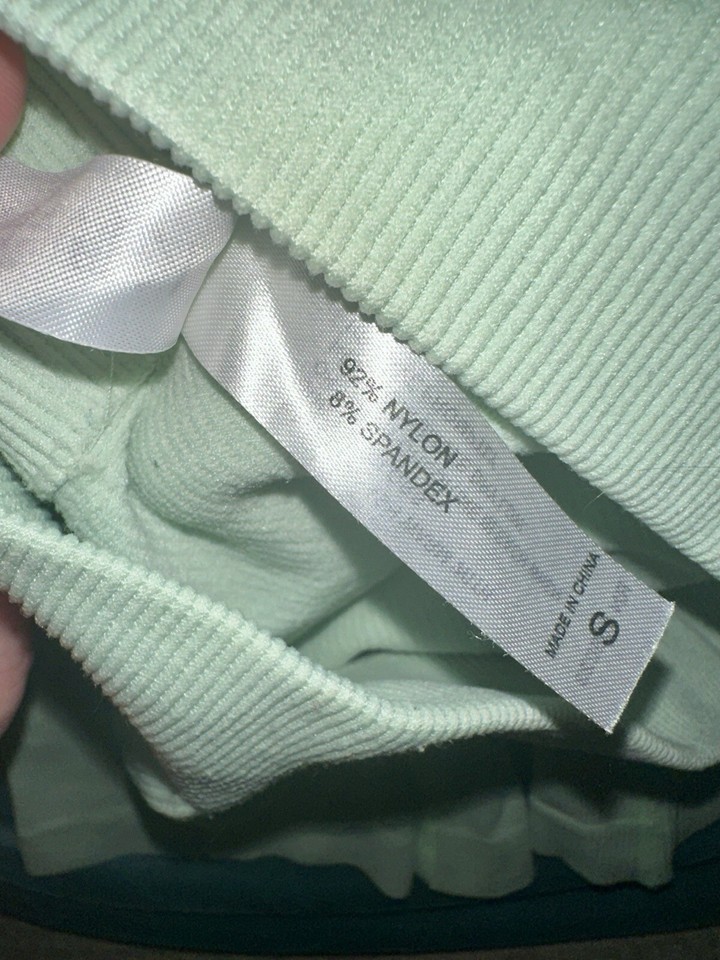 92% NYLON
8% SPANDEX
MADE IN CHINA
S